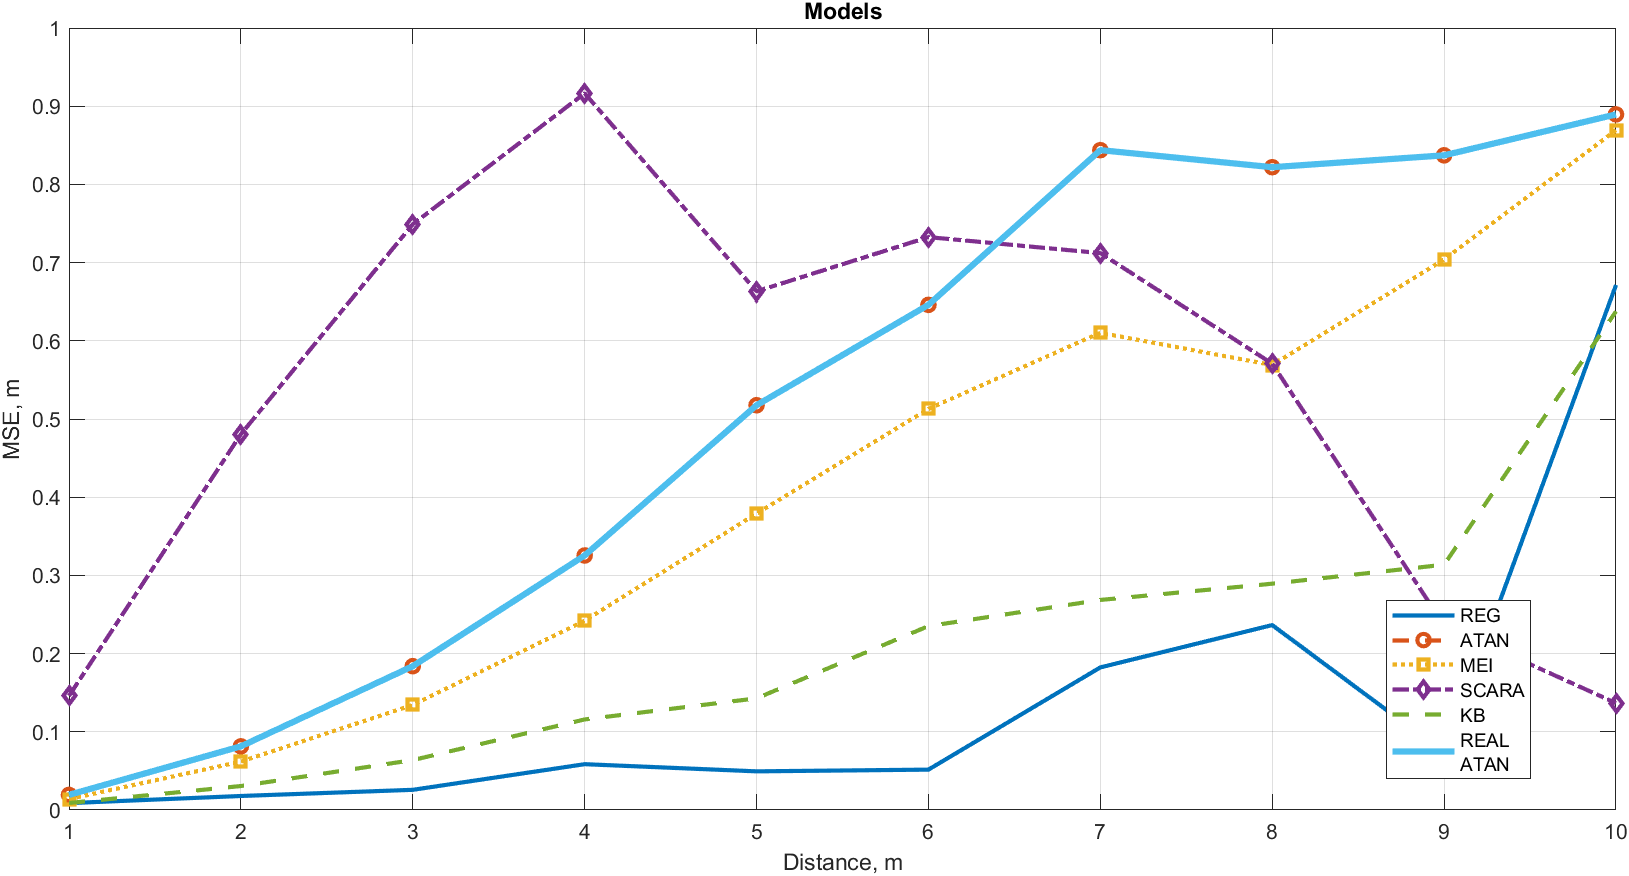 Models
1
0.9
0.8
0.7
0.6
0.5
0.4
0.3
0.2
0.1
0
MSE, m
1 2 3 4 5 6 7 8 9 10
Distance, m
REG
ATAN
MEI
SCARA
KB
REAL
ATAN